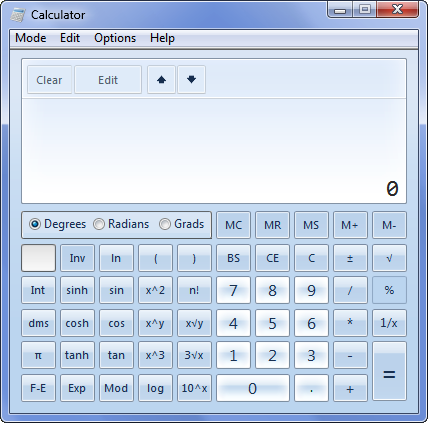 Calculator
Mode Edit Options Help
Clear Edit
0
Degrees Radians Grads MC MR MS M+ M-
Inv ln ( ) BS CE C ± √
Int sinh sin x^2 n! 7 8 9 / %
dms cosh cos x^y x√y 4 5 6 * 1/x
π tanh tan x^3 3√x 1 2 3 - =
F-E Exp Mod log 10^x 0 . +